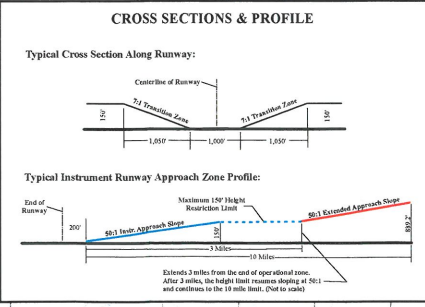 CROSS SECTIONS & PROFILE
Typical Cross Section Along Runway:
Centerline of Runway
7:1 Transition Zone
7:1 Transition Zone
150'
150'
1,050'
1,000'
1,050'
Typical Instrument Runway Approach Zone Profile:
End of
Runway
Maximum 150' Height
Restriction Limit
50:1 Extended Approach Slope
200'
50:1 Instr. Approach Slope
150'
889.2'
3 Miles
10 Miles
Extends 3 miles from the end of operational zone.
After 3 miles, the height limit resumes sloping at 50:1
and continues to the 10 mile limit. (Not to scale)